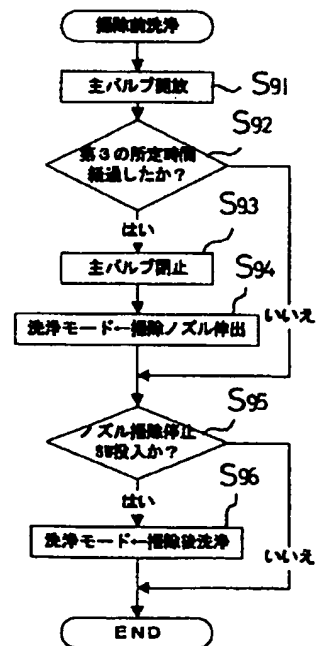 掃除前洗浄
主バルブ開放
S91
S92
第３の所定時間
経過したか？
はい
S93
主バルブ閉止
S94
洗浄モード←掃除ノズル伸出
いいえ
S95
ノズル掃除停止
SW投入か？
はい
S96
洗浄モード←掃除後洗浄
いいえ
END